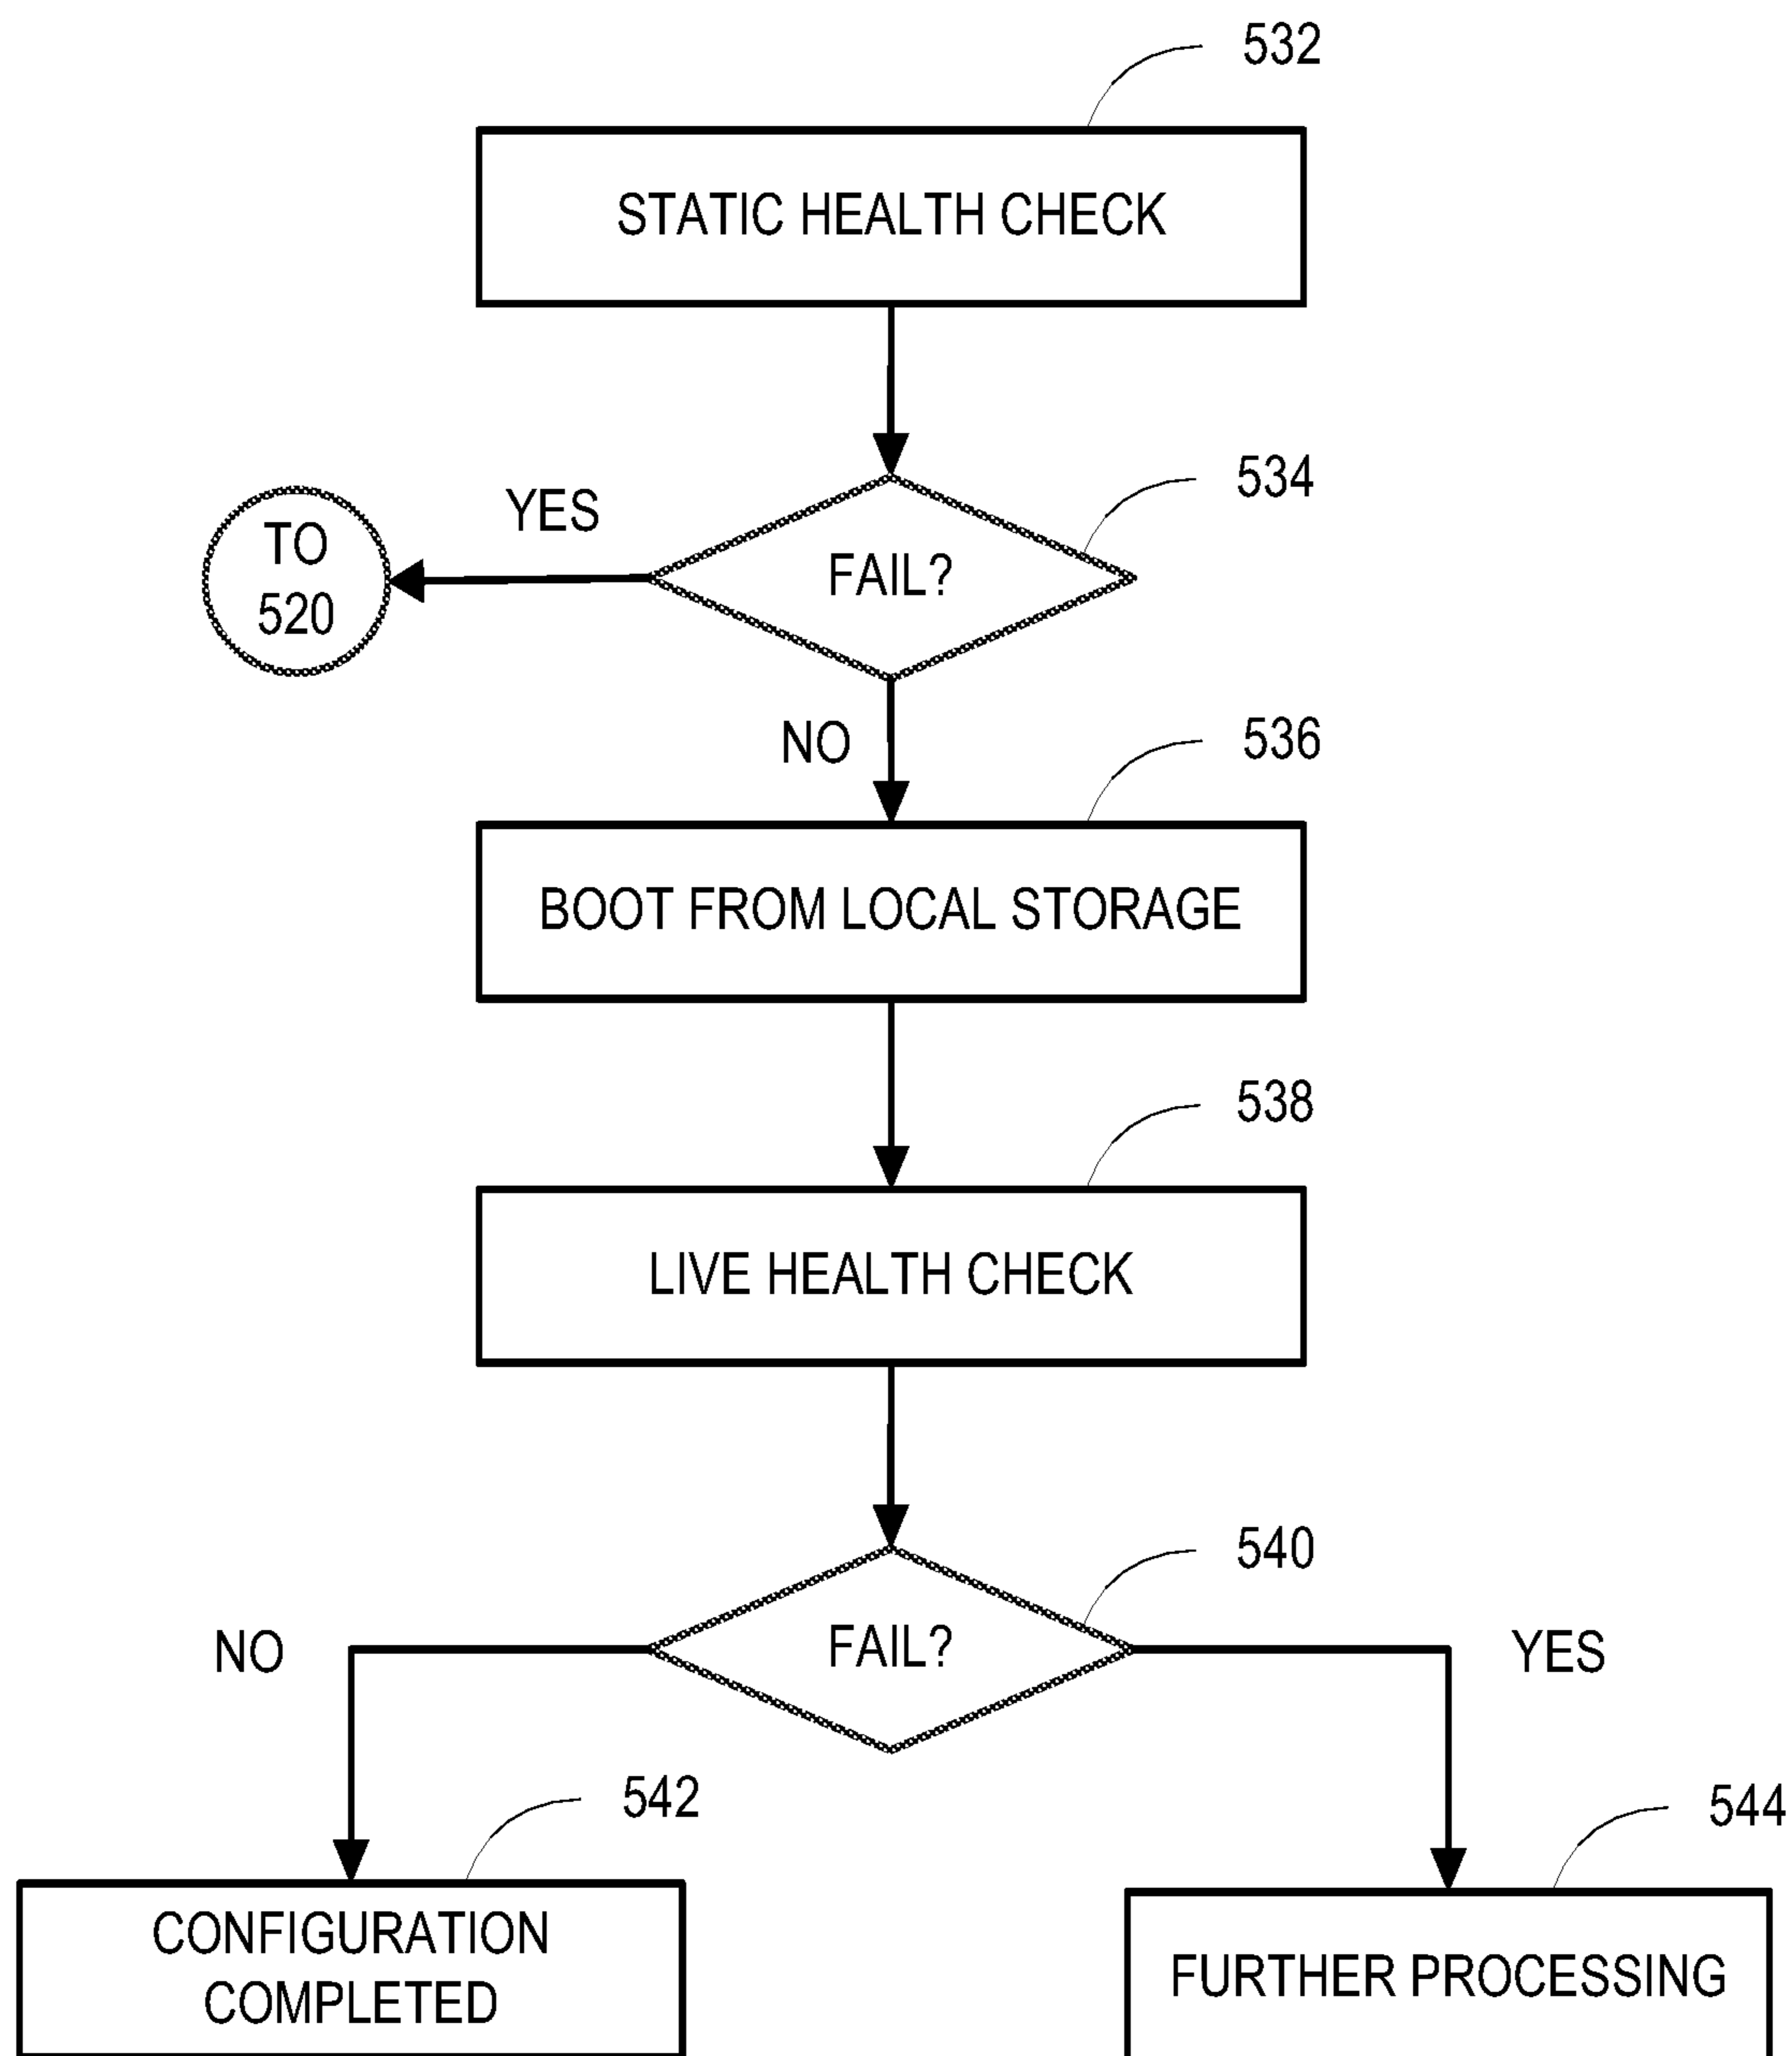 532
STATIC HEALTH CHECK
534
YES
TO
520
FAIL?
NO
536
BOOT FROM LOCAL STORAGE
538
LIVE HEALTH CHECK
540
NO
FAIL?
YES
542
544
CONFIGURATION
COMPLETED
FURTHER PROCESSING